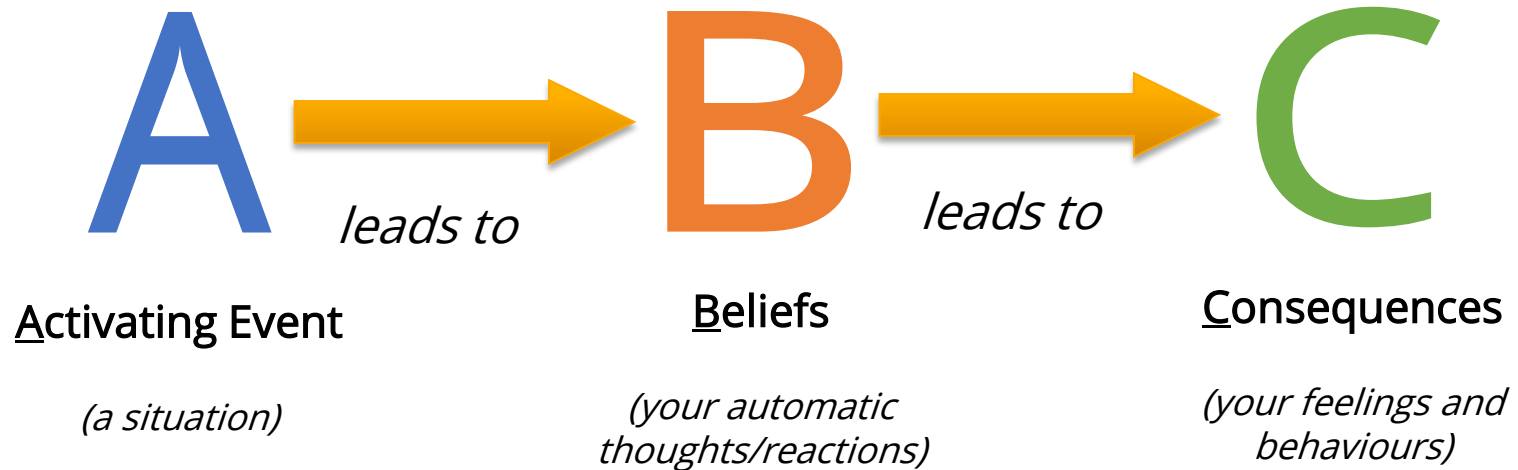 A
B
C
leads to
leads to
Activating Event
Beliefs
Consequences
(a situation)
(your automatic
thoughts/reactions)
(your feelings and
behaviours)